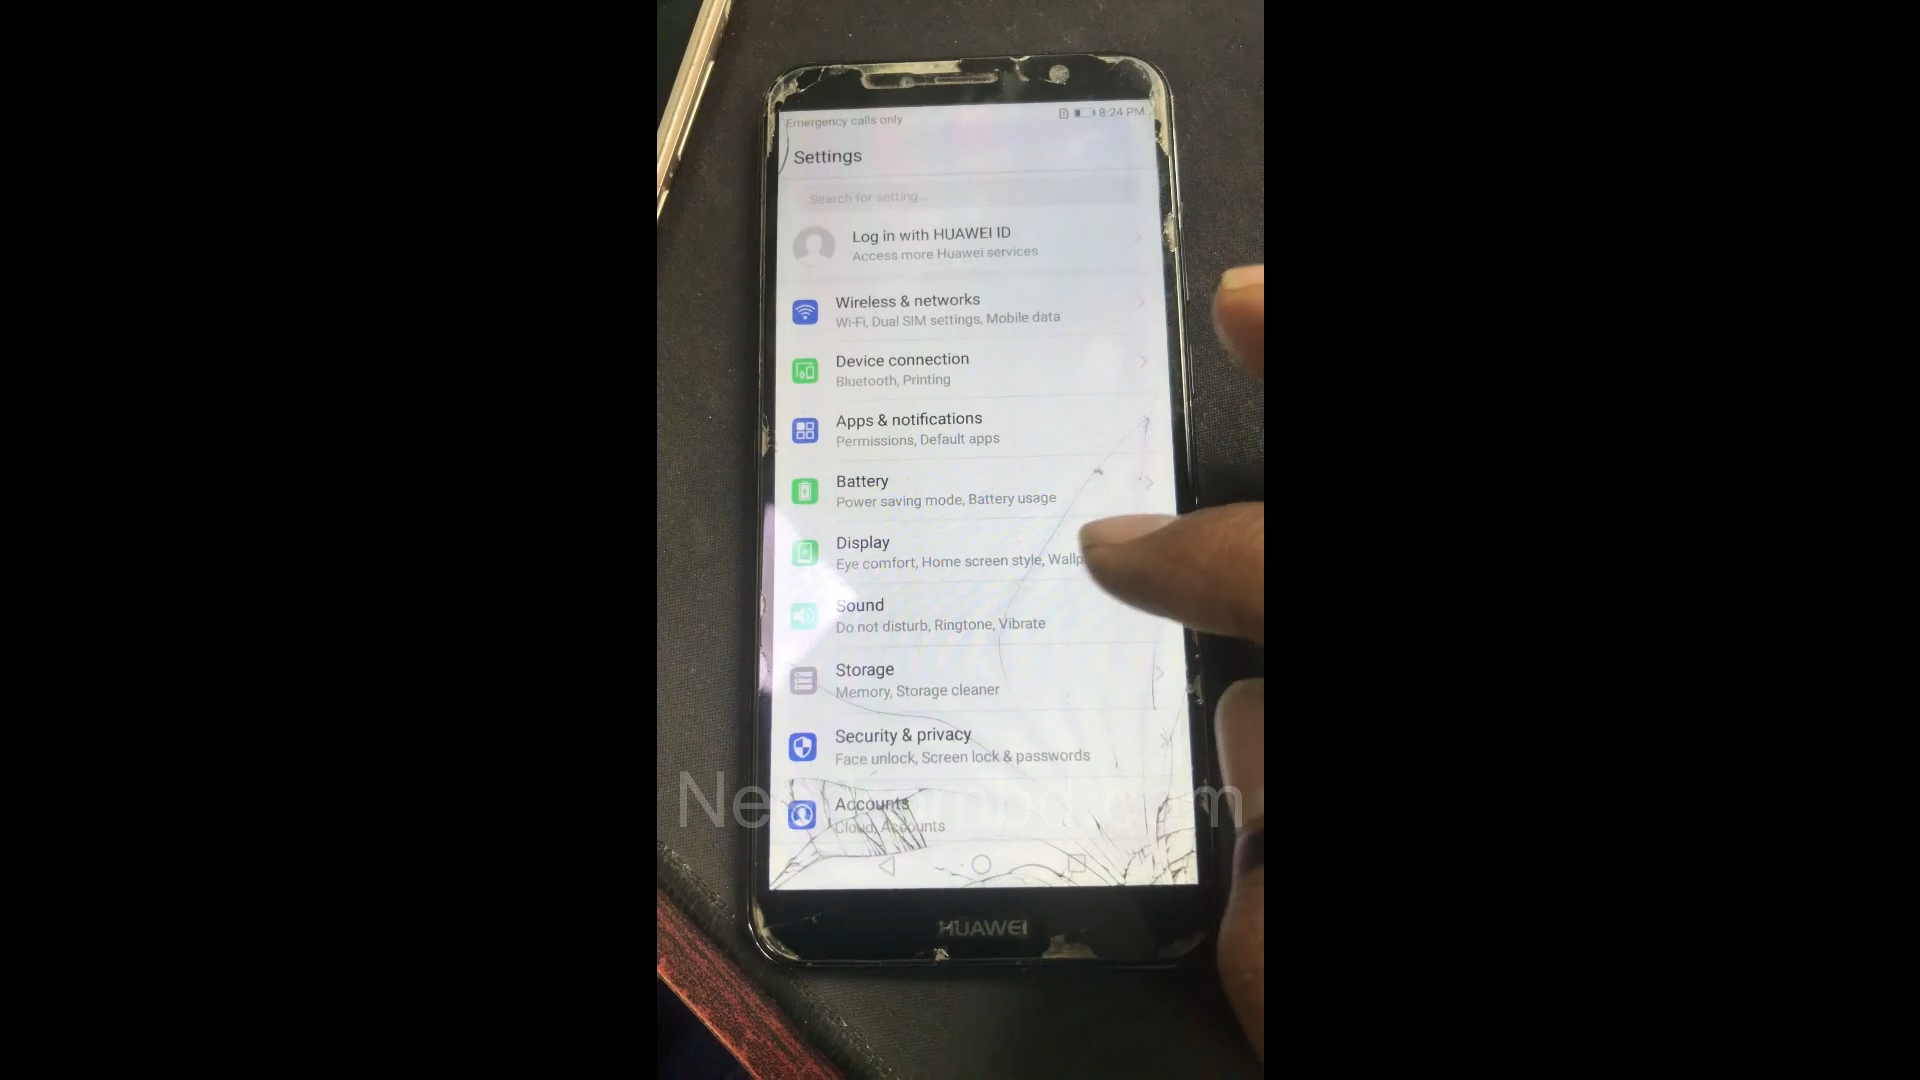 Emergency calls only
8:24 PM
Settings
Search for setting...
Log in with HUAWEI ID
Access more Huawei services
Wireless & networks
Wi-Fi, Dual SIM settings, Mobile data
Device connection
Bluetooth, Printing
Apps & notifications
Permissions, Default apps
Battery
Power saving mode, Battery usage
Display
Eye comfort, Home screen style,
Sound
Do not disturb, Ringtone, Vibrate
Storage
Memory, Storage cleaner
Security & privacy
Face unlock, Screen lock & passwords
Accounts
Cloud, Accounts
HUAWEI